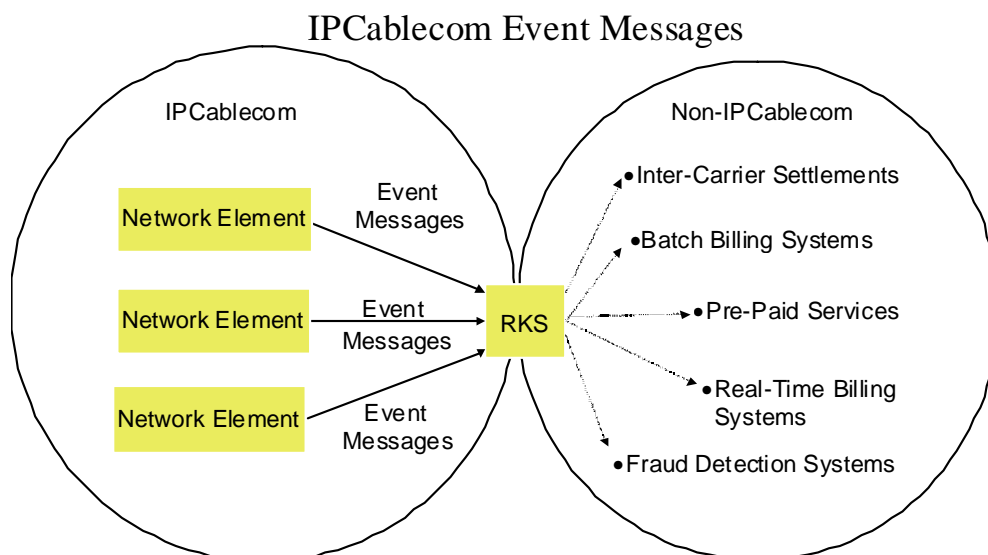 IPCablecom Event Messages
IPCablecom
Non-IPCablecom
Network Element
Event
Messages
Network Element
Event
Messages
Network Element
Event
Messages
RKS
•Inter-Carrier Settlements
•Batch Billing Systems
•Pre-Paid Services
•Real-Time Billing
Systems
•Fraud Detection Systems